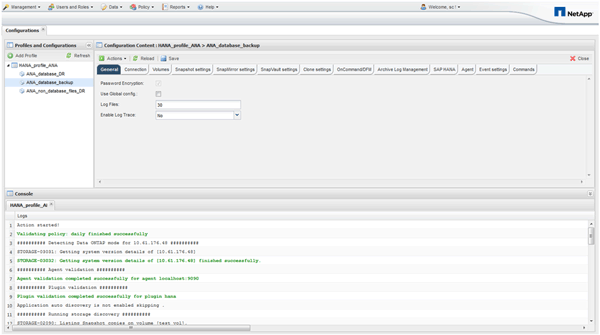 Management Users and Roles Data Policy Reports Help Welcome, sc!
NetApp
Configurations
Profiles and Configurations
Add Profile Refresh
HANA_profile_ANA
ANA_database_DR
ANA_database_backup
ANA_non_database_files_DR
Configuration Content : HANA_profile_ANA > ANA_database_backup
Actions Reload Save Close
General Connection Volumes Snapshot settings SnapMirror settings SnapVault settings Clone settings OnCommand/DFM Archive Log Management SAP HANA Agent Event settings Commands
Password Encryption:
Use Global config.:
Log Files: 30
Enable Log Trace: No
Console
HANA_profile_AI
Logs
1 Action started!
2 Validating policy: daily finished successfully
3 ########## Detecting Data ONTAP mode for 10.61.176.48 ##########
4 STORAGE-03031: Getting system version details of [10.61.176.48]
5 STORAGE-03032: Getting system version details of [10.61.176.48] finished successfully.
6 ########## Agent validation ##########
7 Agent validation completed successfully for agent localhost:9090
8 ########## Plugin validation ##########
9 Plugin validation completed successfully for plugin hana
10 Application auto discovery is not enabled skipping .
11 ########## Running storage discovery ##########
12 STORAGE-02090: Listing Snapshot copies on volume [test_vol].